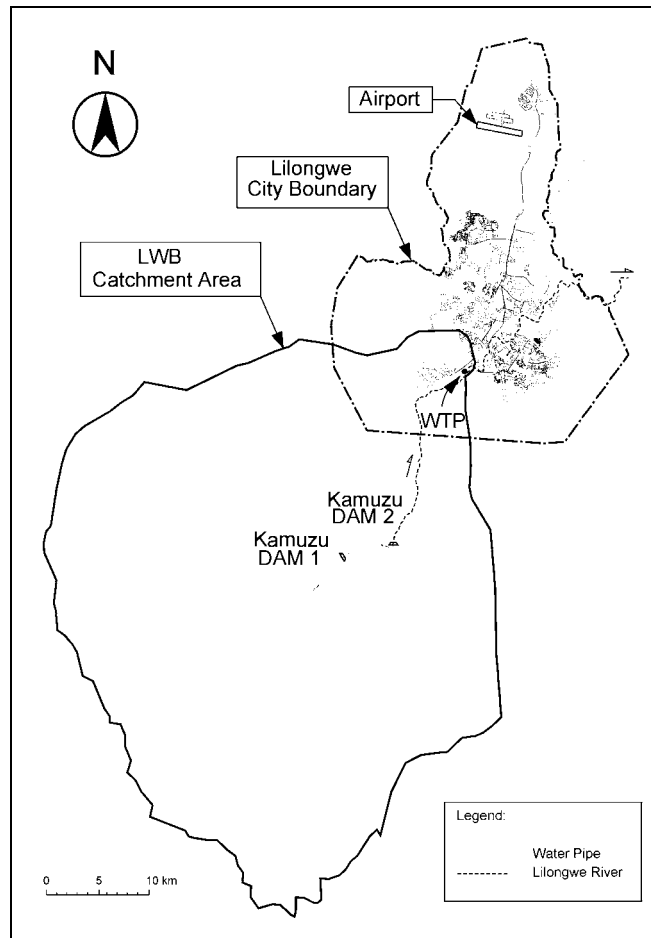 N
Airport
Lilongwe
City Boundary
LWB
Catchment Area
WTP
Kamuzu
DAM 2
Kamuzu
DAM 1
Legend:
Water Pipe
Lilongwe River
0 5 10 km